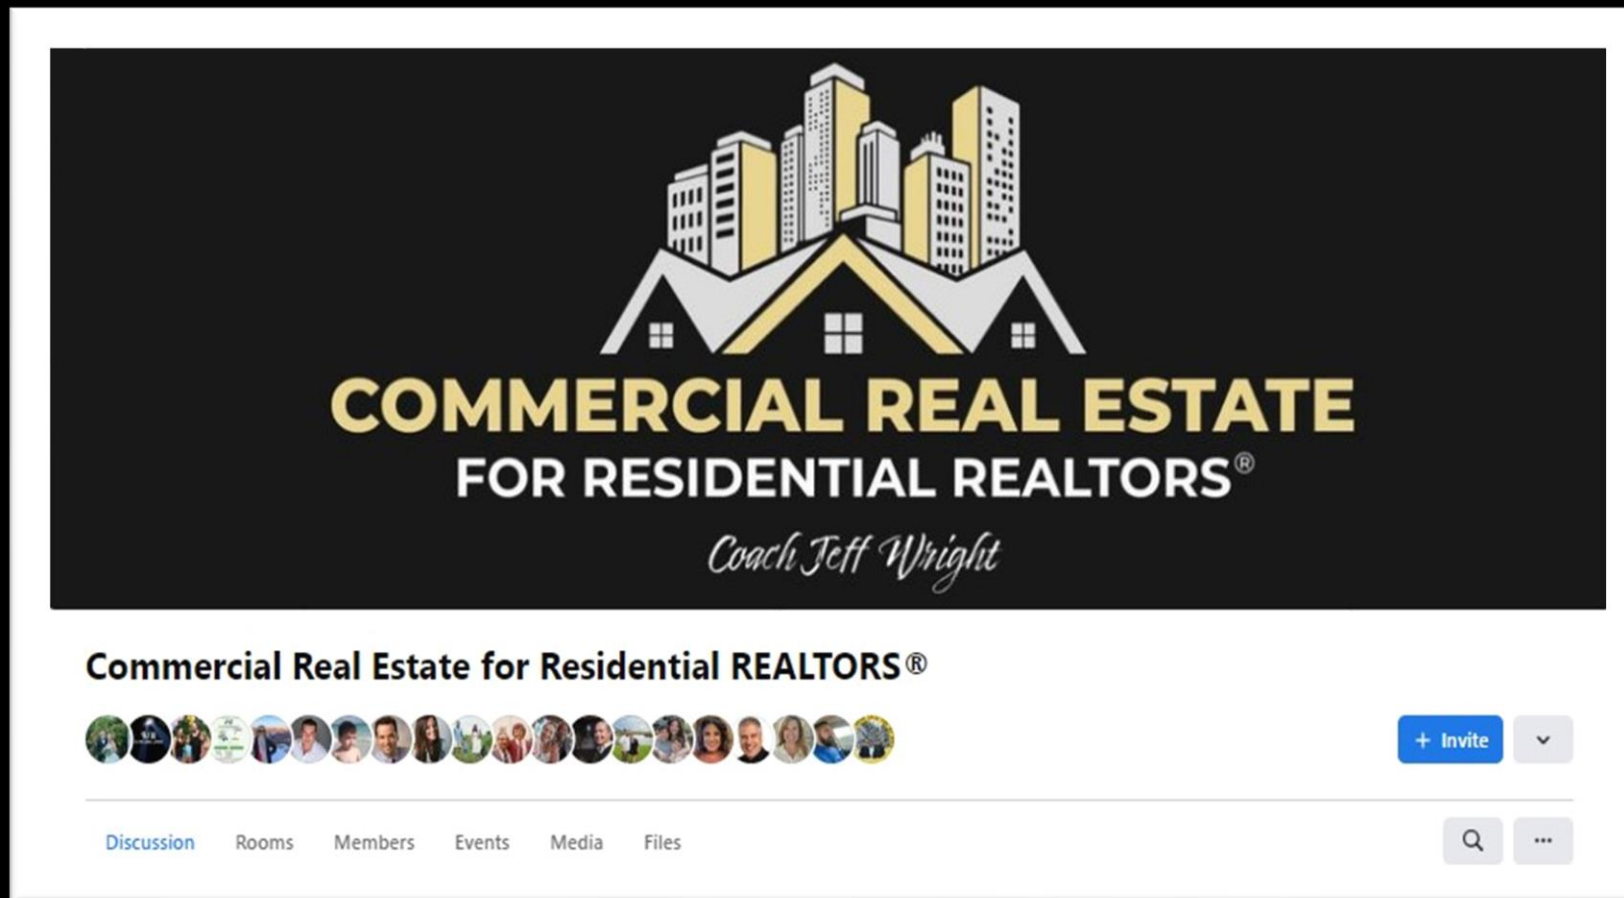 COMMERCIAL REAL ESTATE
FOR RESIDENTIAL REALTORS®
Coach Jeff Wright
Commercial Real Estate for Residential REALTORS®
+ Invite
Discussion Rooms Members Events Media Files